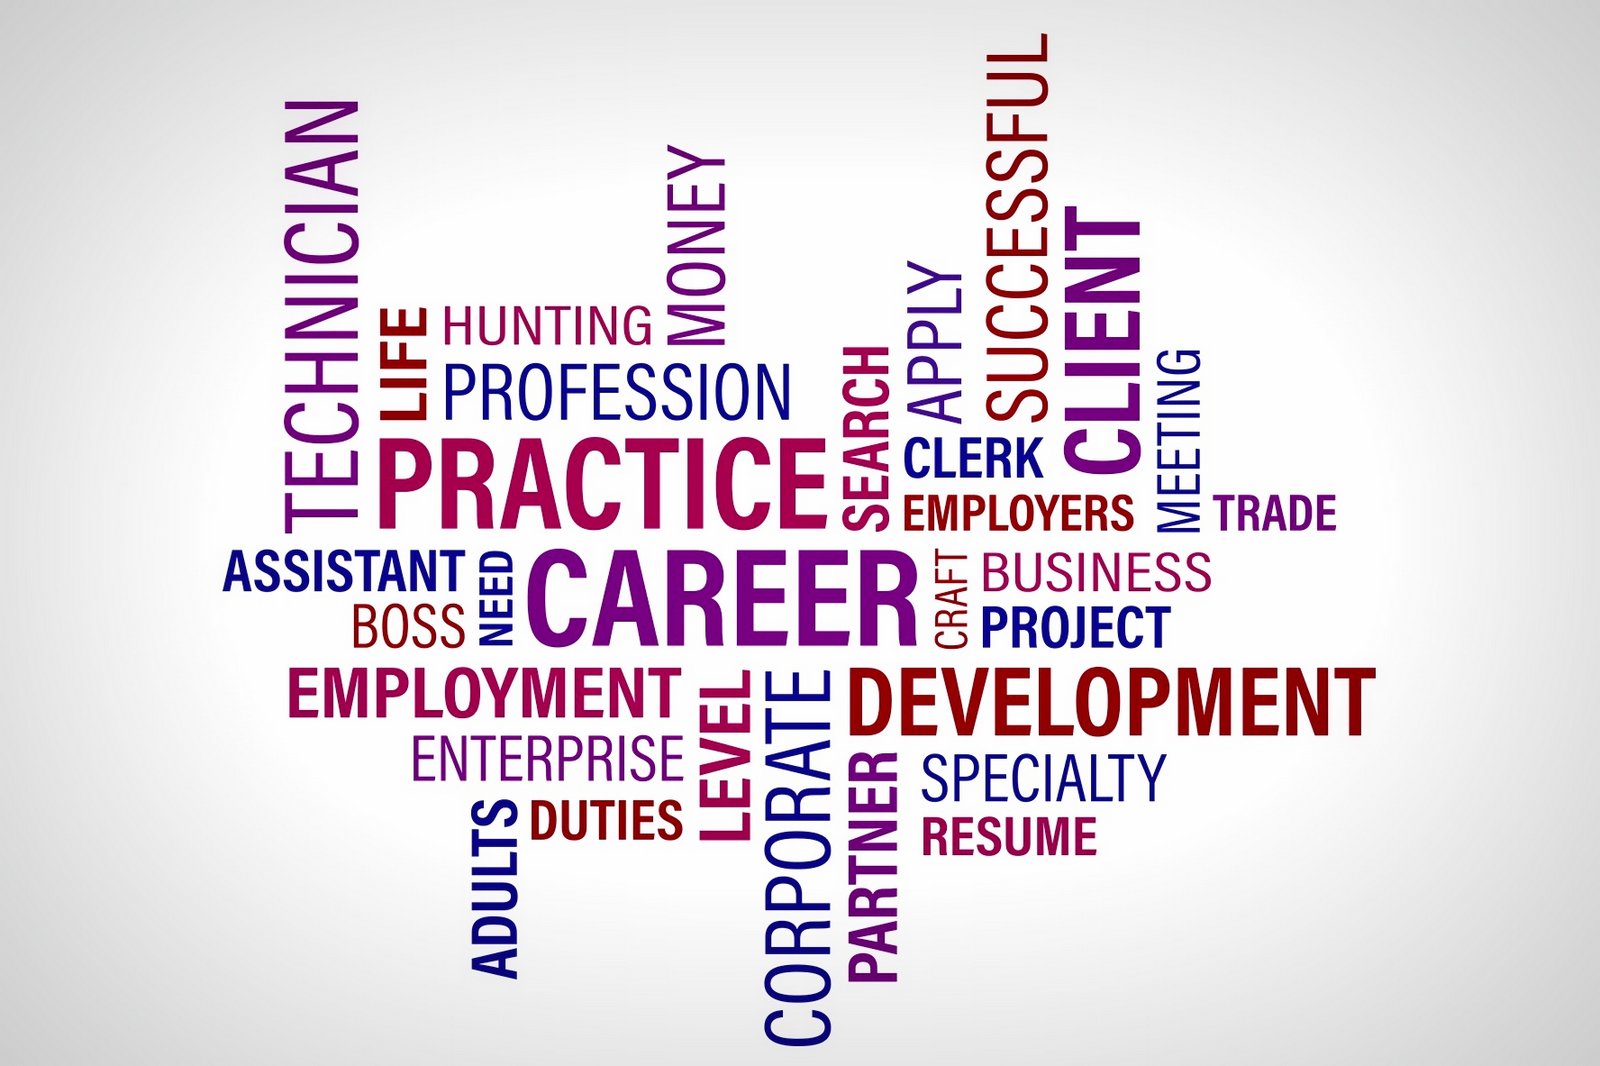 TECHNICIAN
LIFE
HUNTING
MONEY
PROFESSION
PRACTICE
SEARCH
APPLY
SUCCESSFUL
CLIENT
CLERK
EMPLOYERS
MEETING
TRADE
ASSISTANT
BOSS
NEED
CAREER
CRAFT
BUSINESS
PROJECT
EMPLOYMENT
ENTERPRISE
ADULTS
DUTIES
LEVEL
CORPORATE
DEVELOPMENT
PARTNER
SPECIALTY
RESUME